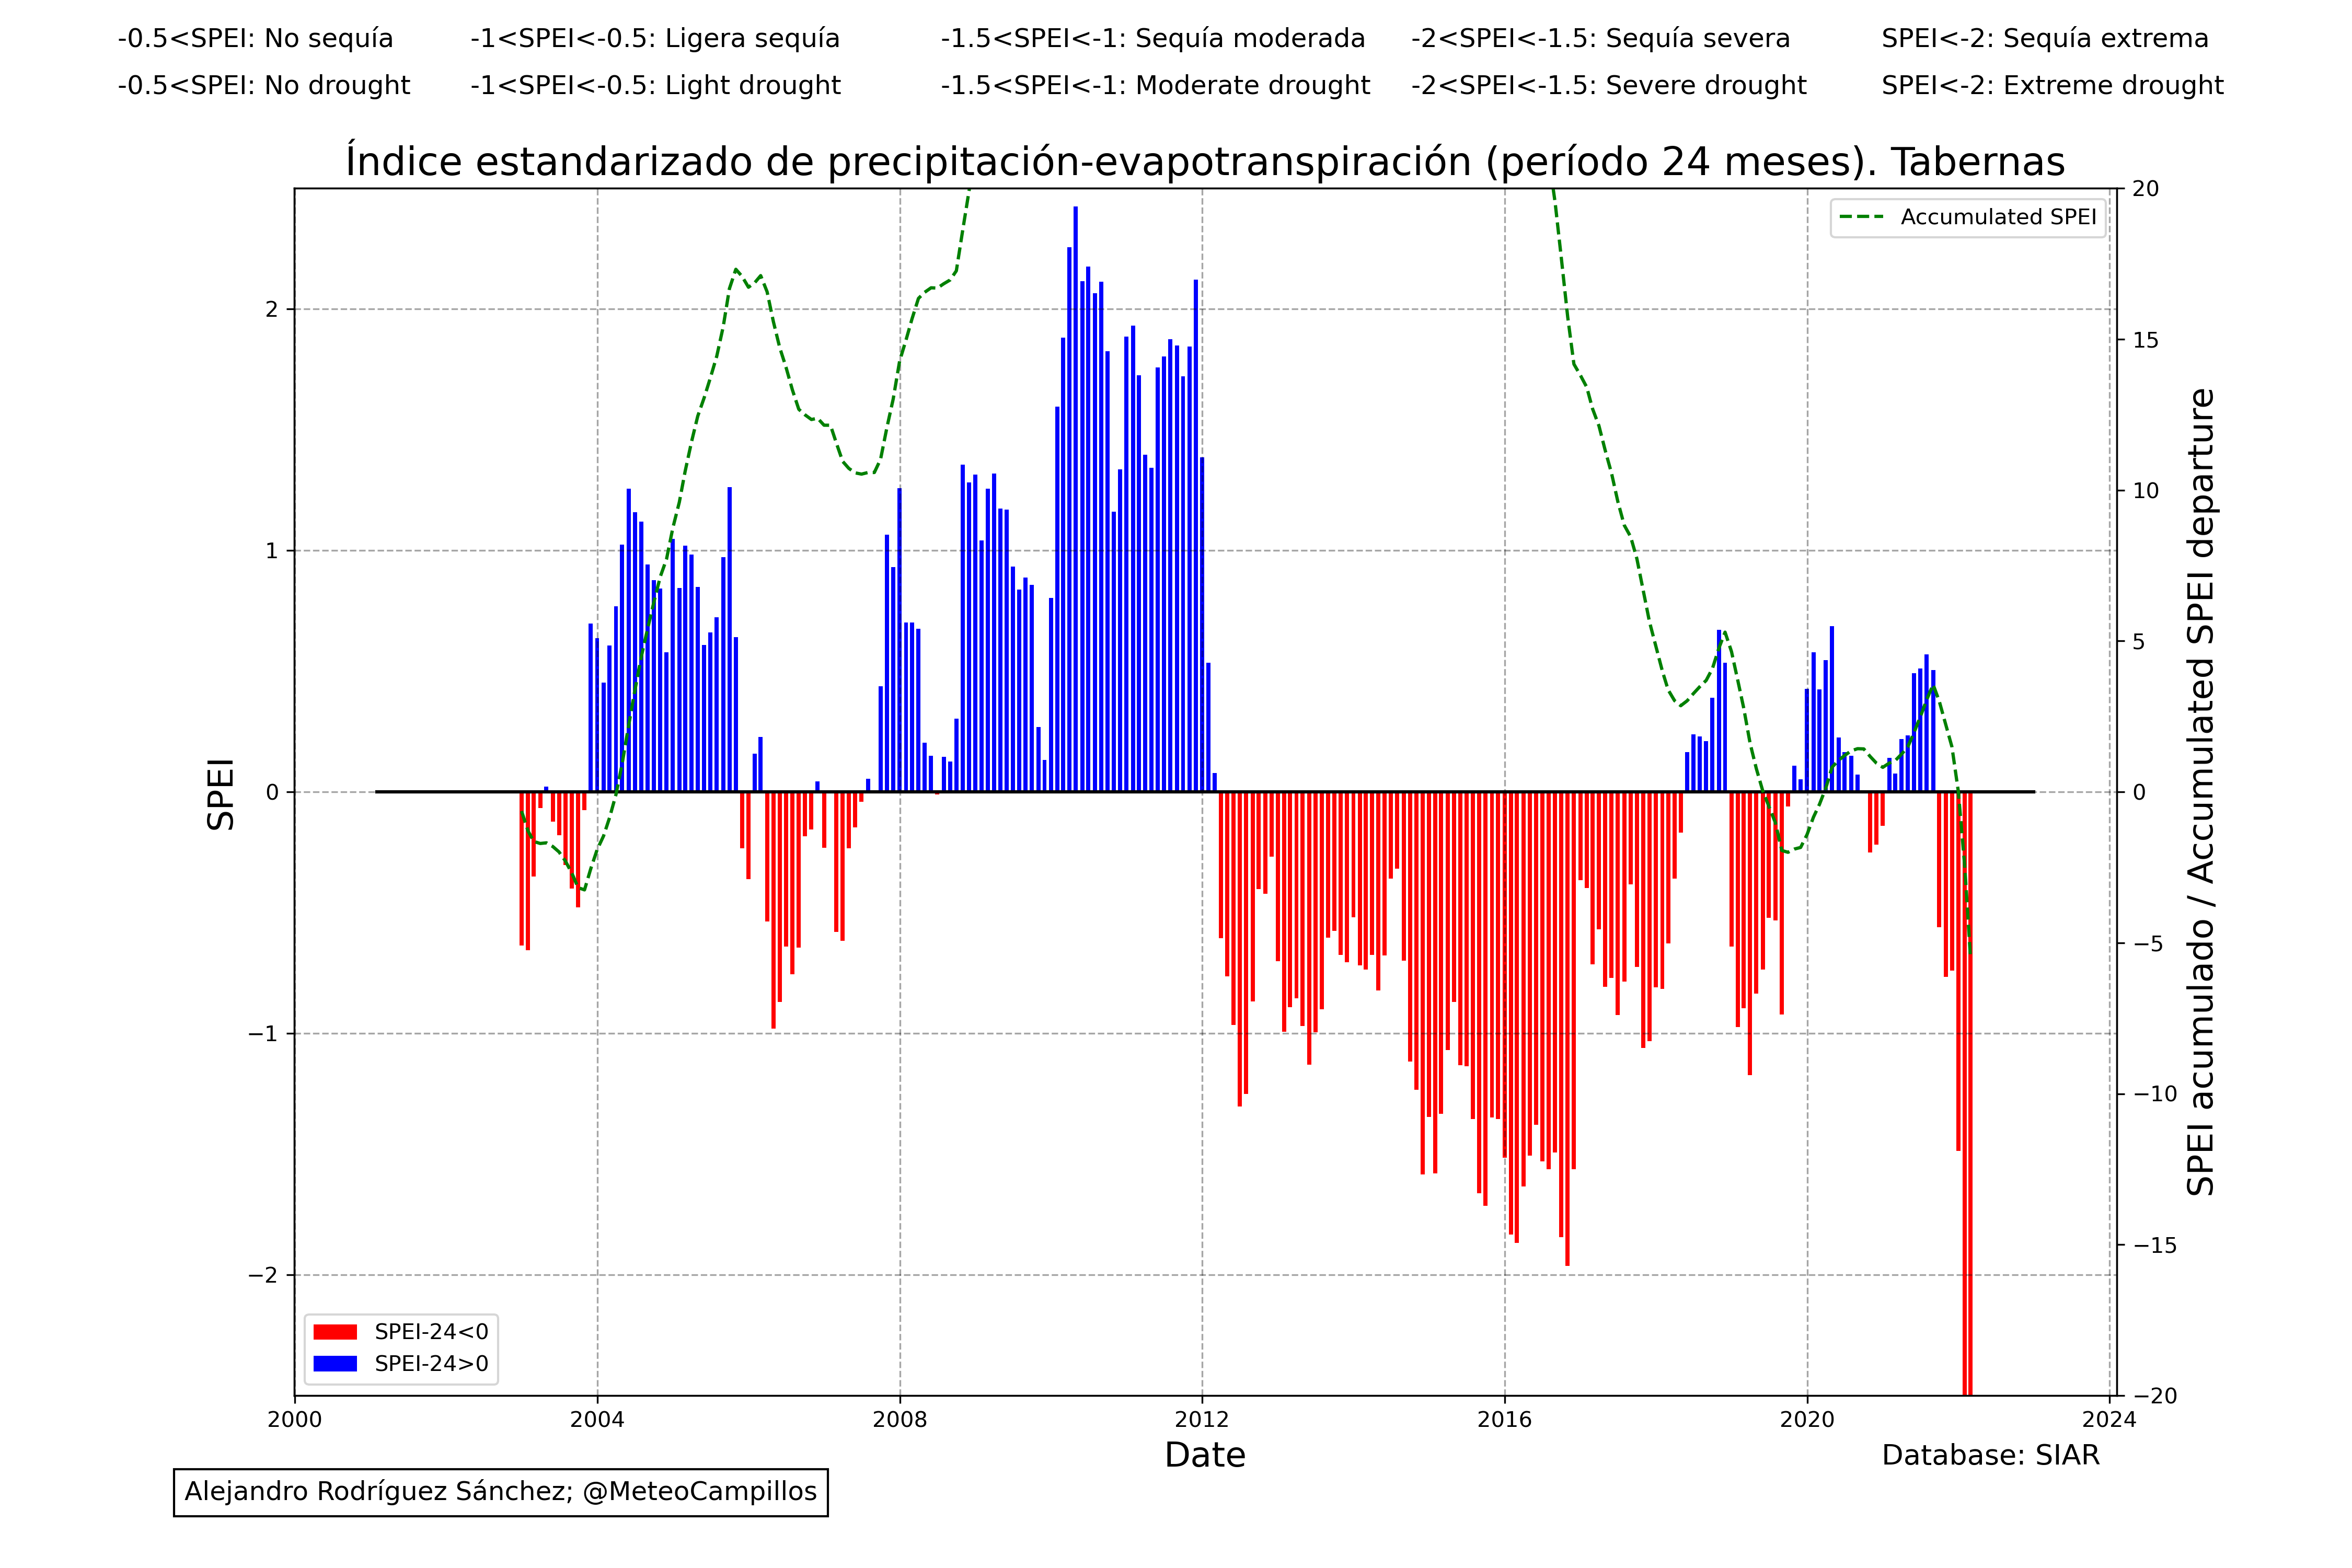 -0.5<SPEI: No sequía -1<SPEI<-0.5: Ligera sequía -1.5<SPEI<-1: Sequía moderada -2<SPEI<-1.5: Sequía severa SPEI<-2: Sequía extrema
-0.5<SPEI: No drought -1<SPEI<-0.5: Light drought -1.5<SPEI<-1: Moderate drought -2<SPEI<-1.5: Severe drought SPEI<-2: Extreme drought
Índice estandarizado de precipitación-evapotranspiración (período 24 meses). Tabernas
Accumulated SPEI
SPEI
2
1
0
−1
−2
20
15
10
5
0
−5
−10
−15
−20
SPEI acumulado / Accumulated SPEI departure
SPEI-24<0
SPEI-24>0
2000 2004 2008 2012 2016 2020 2024
Date
Database: SIAR
Alejandro Rodríguez Sánchez; @MeteoCampillos